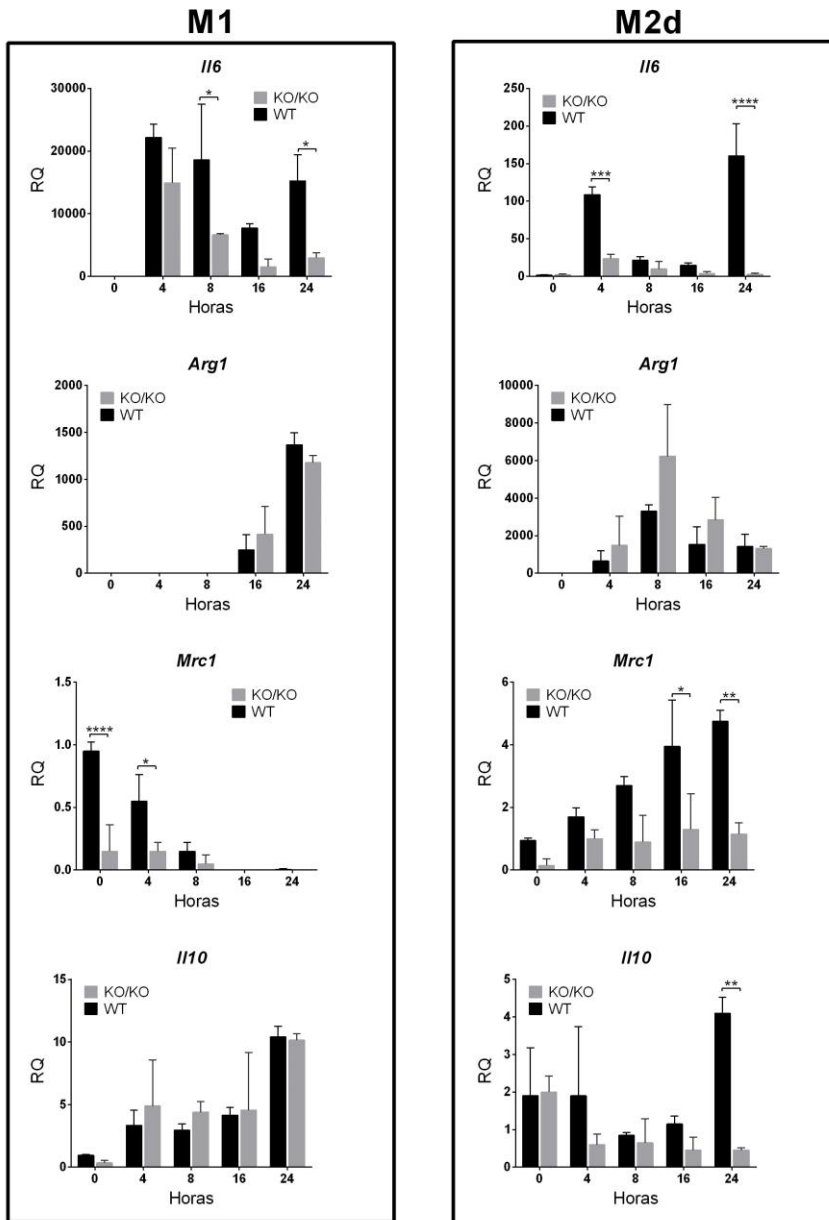 M1
M2d
Il6
KO/KO
WT
*
*
30000
20000
10000
0
RQ
0 4 8 16 24
Horas
Il6
KO/KO
WT
***
****
250
200
150
100
50
0
RQ
0 4 8 16 24
Horas
Arg1
KO/KO
WT
2000
1500
1000
500
0
RQ
0 4 8 16 24
Horas
Arg1
KO/KO
WT
10000
8000
6000
4000
2000
0
RQ
0 4 8 16 24
Horas
Mrc1
KO/KO
WT
****
*
1.5
1.0
0.5
0.0
RQ
0 4 8 16 24
Horas
Mrc1
KO/KO
WT
*
**
6
4
2
0
RQ
0 4 8 16 24
Horas
Il10
KO/KO
WT
15
10
5
0
RQ
0 4 8 16 24
Horas
Il10
KO/KO
WT
**
5
4
3
2
1
0
RQ
0 4 8 16 24
Horas